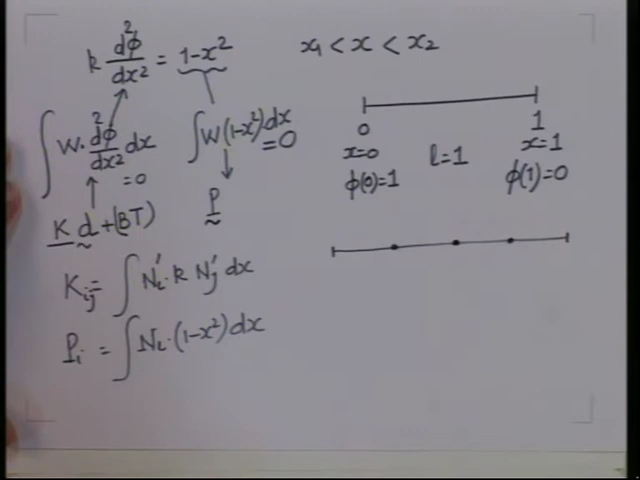 k d²φ/dx² = 1-x²
x₁ < x < x₂
∫ W. d²φ/dx² dx = 0
∫ W(1-x²)dx = 0
0
1
x=0
l=1
x=1
φ(0)=1
φ(1)=0
K d +(BT)
P
Kij = ∫ Ni'. k Nj' dx
Pi = ∫ Ni. (1-x²)dx